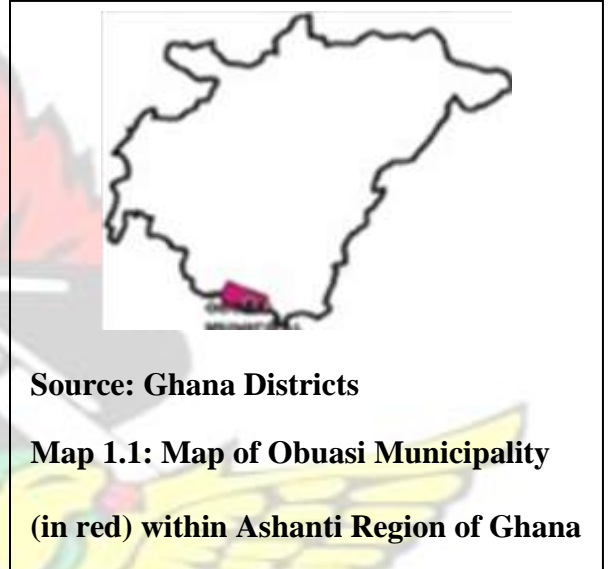 Source: Ghana Districts
Map 1.1: Map of Obuasi Municipality
(in red) within Ashanti Region of Ghana